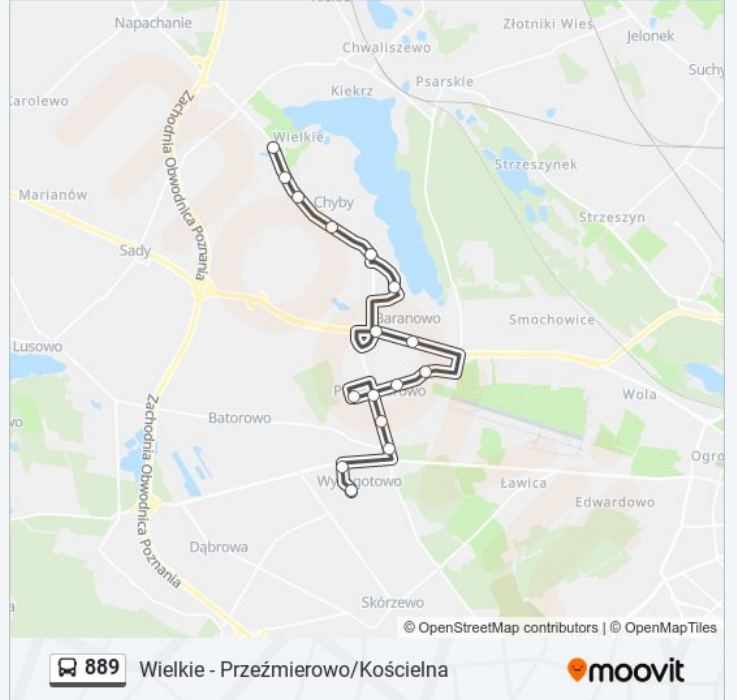 Napachanie
Złotniki Wieś
Jelonek
Chwaliszewo
Psarskie
Suchy
Kiekrz
Karolewo
Zachodnia Obwodnica Poznania
Wielkie
Strzeszynek
Marianów
Chyby
Strzeszyn
Sady
Baranowo
Smochowice
Lusowo
Wola
Batorowo
Zachodnia Obwodnica Poznania
Ławica
Edwardowo
Dąbrowa
Skórzewo
© OpenStreetMap contributors | © OpenMapTiles
889 Wielkie - Przeźmierowo/Kościelna
moovit